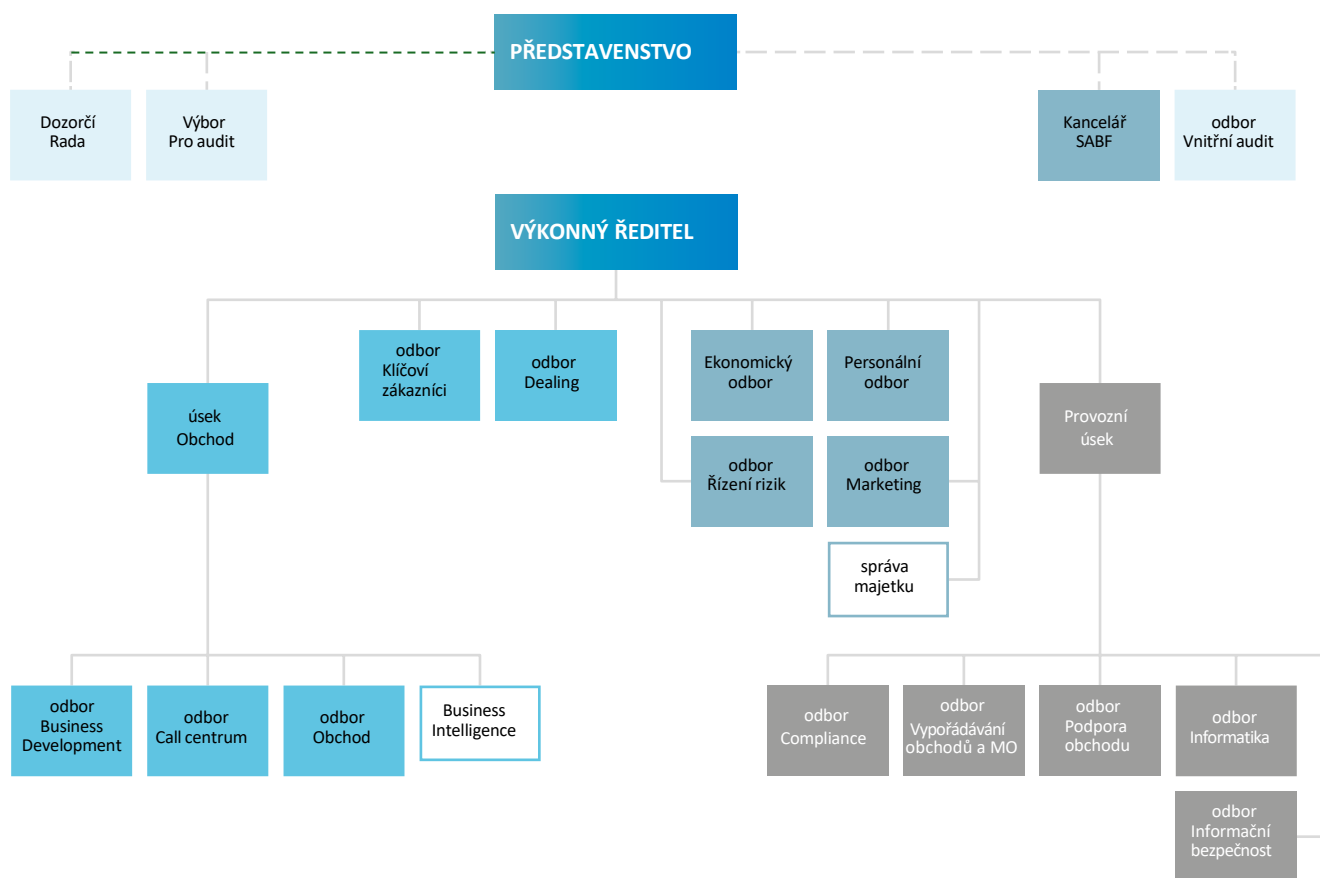 PŘEDSTAVENSTVO
Dozorčí
Rada
Výbor
Pro audit
Kancelář
SABF
odbor
Vnitřní audit
VÝKONNÝ ŘEDITEL
odbor
Klíčoví
zákazníci
odbor
Dealing
Ekonomický
odbor
Personální
odbor
úsek
Obchod
Provozní
úsek
odbor
Řízení rizik
odbor
Marketing
správa
majetku
odbor
Business
Development
odbor
Call centrum
odbor
Obchod
Business
Intelligence
odbor
Compliance
odbor
Vypořádávání
obchodů a MO
odbor
Podpora
obchodu
odbor
Informatika
odbor
Informační
bezpečnost